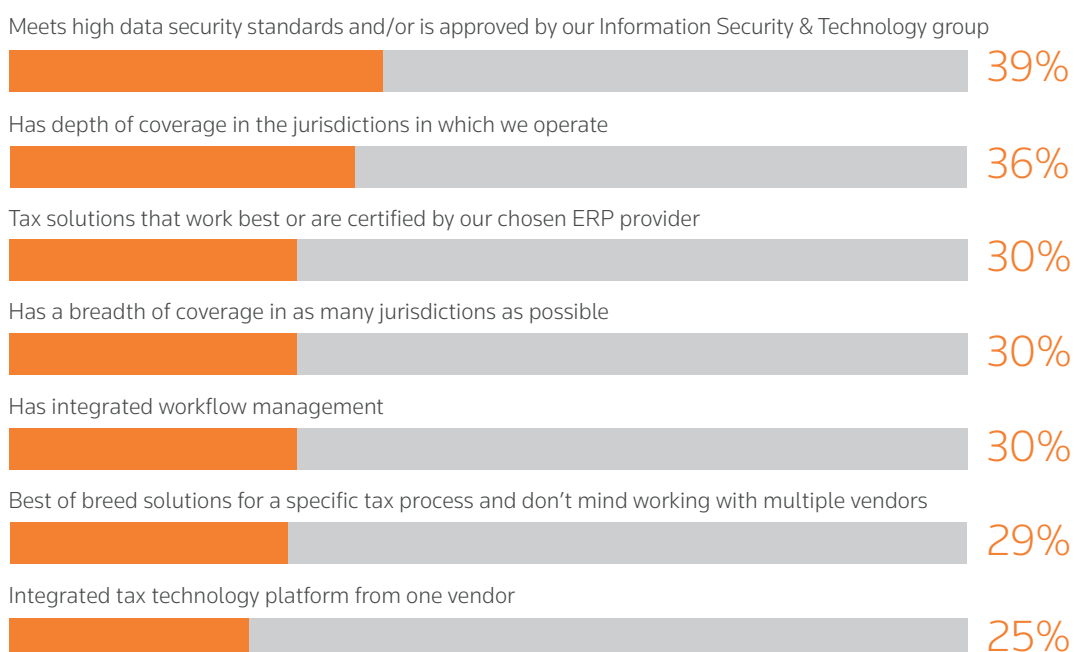 Meets high data security standards and/or is approved by our Information Security & Technology group
39%
Has depth of coverage in the jurisdictions in which we operate
36%
Tax solutions that work best or are certified by our chosen ERP provider
30%
Has a breadth of coverage in as many jurisdictions as possible
30%
Has integrated workflow management
30%
Best of breed solutions for a specific tax process and don’t mind working with multiple vendors
29%
Integrated tax technology platform from one vendor
25%